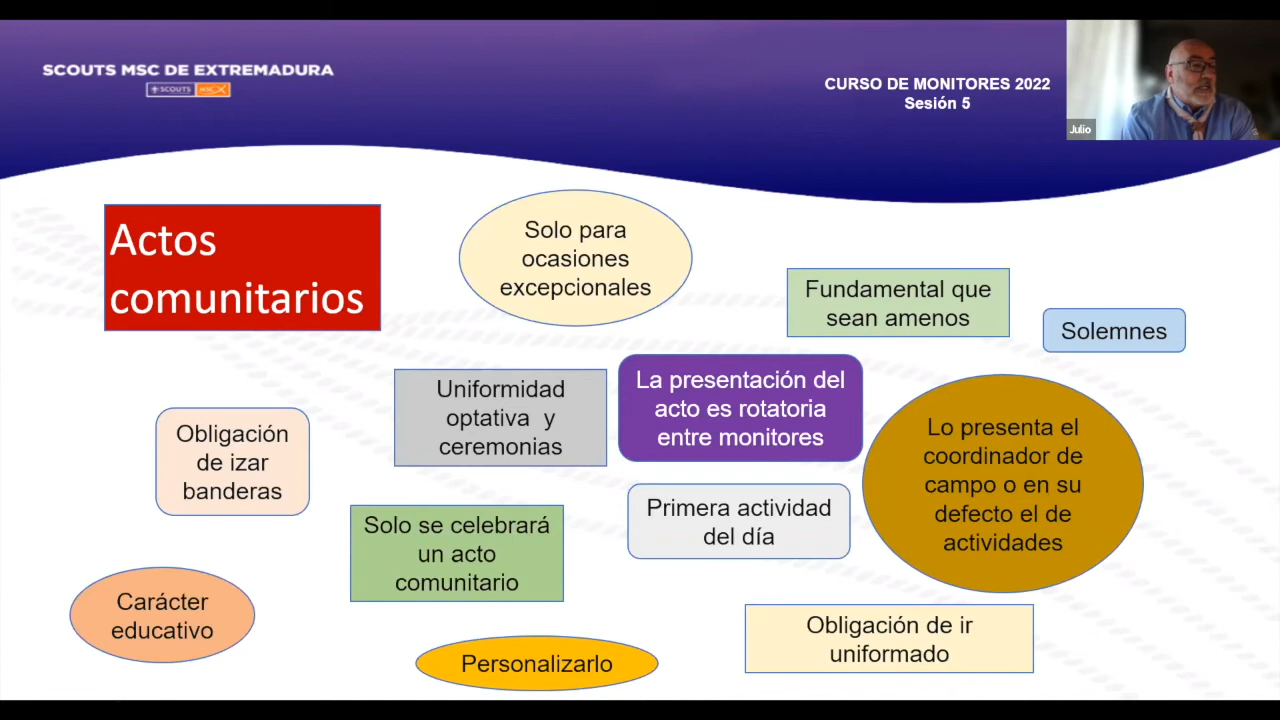 SCOUTS MSC DE EXTREMADURA
SCOUTS MSC
CURSO DE MONITORES 2022
Sesión 5
Julio
Actos
comunitarios
Solo para
ocasiones
excepcionales
Fundamental que
sean amenos
Solemnes
Uniformidad
optativa y
ceremonias
La presentación del
acto es rotatoria
entre monitores
Obligación
de izar
banderas
Lo presenta el
coordinador de
campo o en su
defecto el de
actividades
Primera actividad
del día
Solo se celebrará
un acto
comunitario
Carácter
educativo
Personalizarlo
Obligación de ir
uniformado